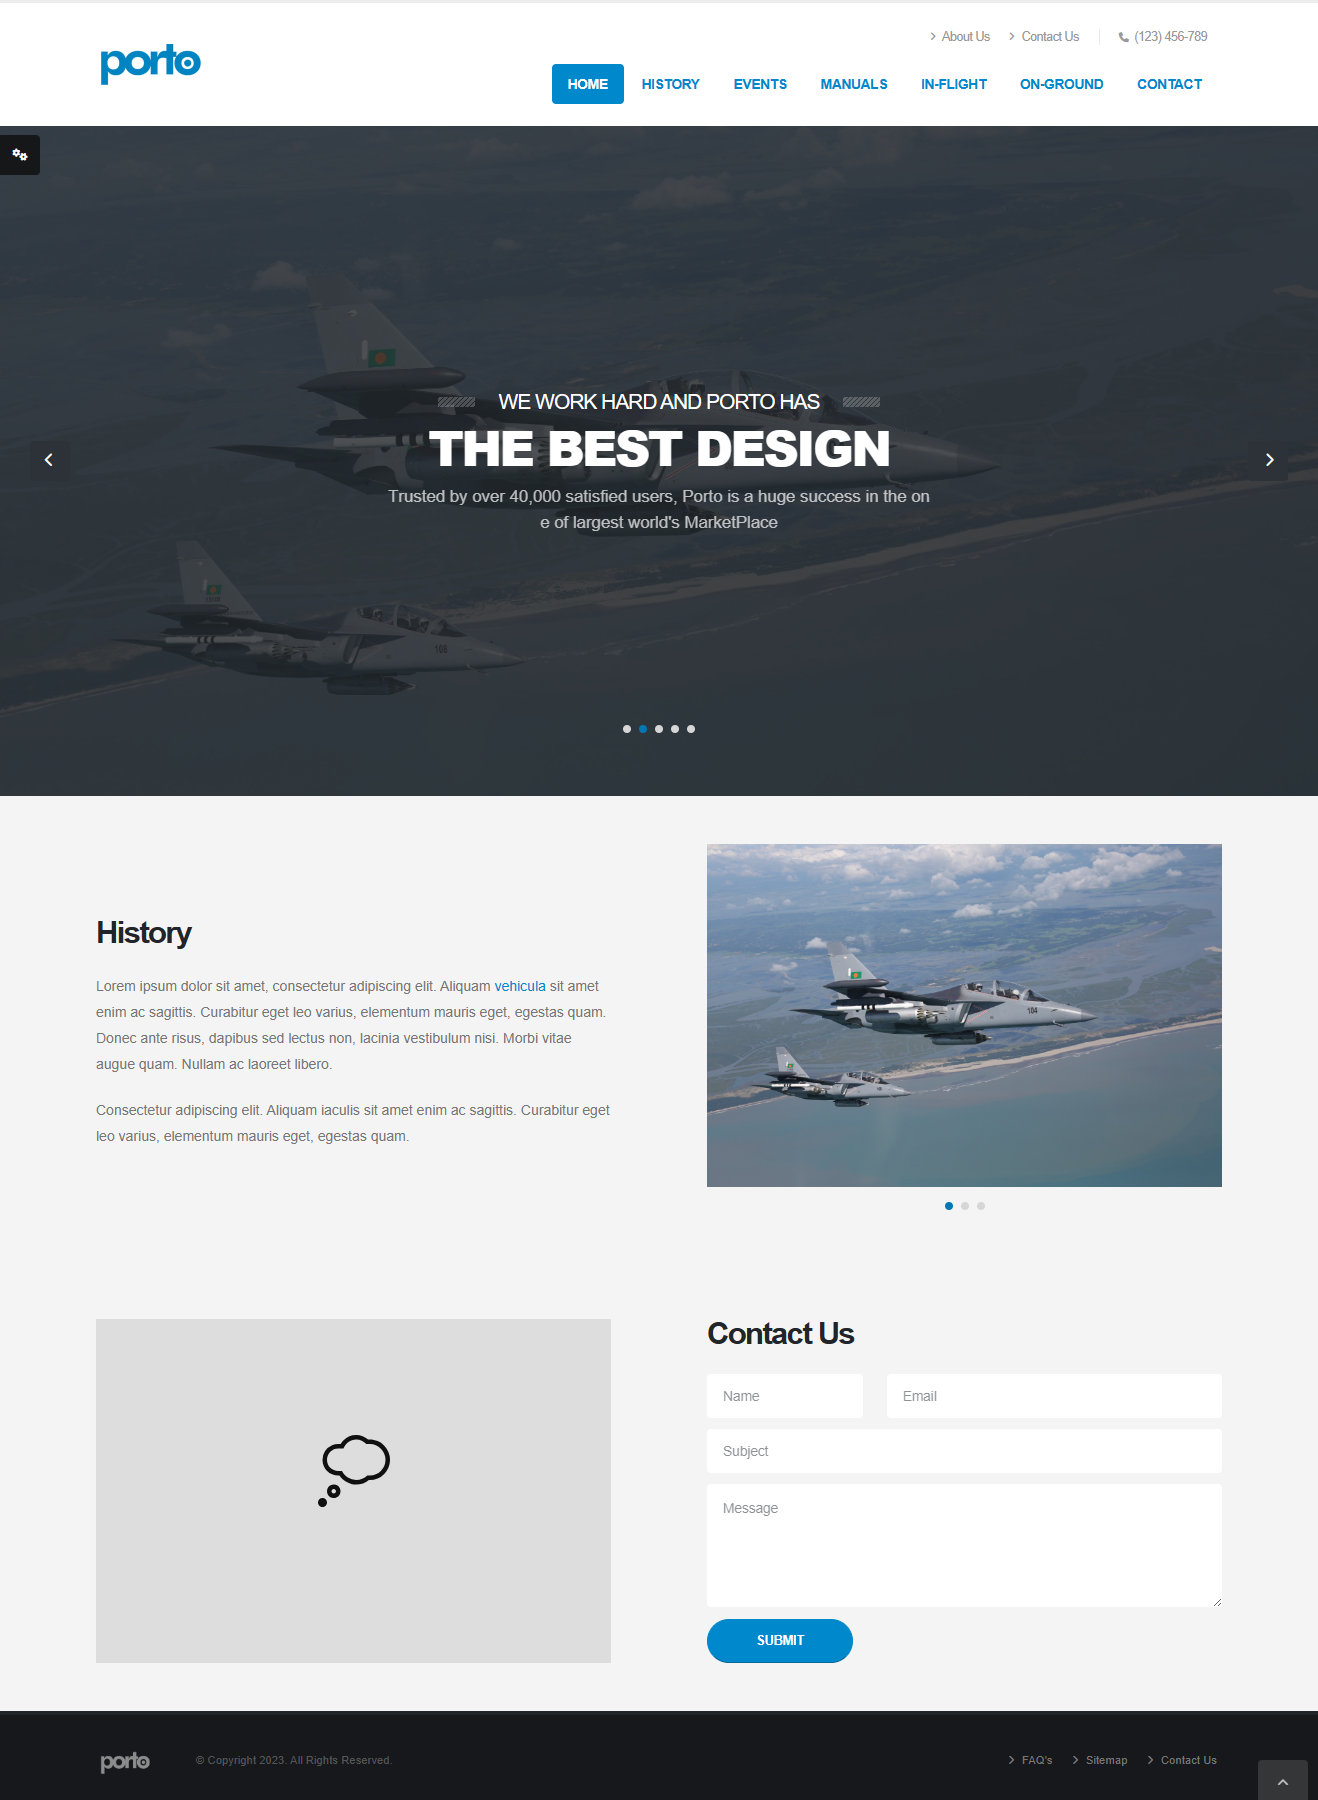 About Us
Contact Us
(123) 456-789
porto
HOME
HISTORY
EVENTS
MANUALS
IN-FLIGHT
ON-GROUND
CONTACT
WE WORK HARD AND PORTO HAS
THE BEST DESIGN
Trusted by over 40,000 satisfied users, Porto is a huge success in the on
e of largest world's MarketPlace
168
History
Lorem ipsum dolor sit amet, consectetur adipiscing elit. Aliquam vehicula sit amet
enim ac sagittis. Curabitur eget leo varius, elementum mauris eget, egestas quam.
Donec ante risus, dapibus sed lectus non, lacinia vestibulum nisi. Morbi vitae
augue quam. Nullam ac laoreet libero.
Consectetur adipiscing elit. Aliquam iaculis sit amet enim ac sagittis. Curabitur eget
leo varius, elementum mauris eget, egestas quam.
104
Contact Us
Name
Email
Subject
Message
SUBMIT
porto
© Copyright 2023. All Rights Reserved.
FAQ's
Sitemap
Contact Us